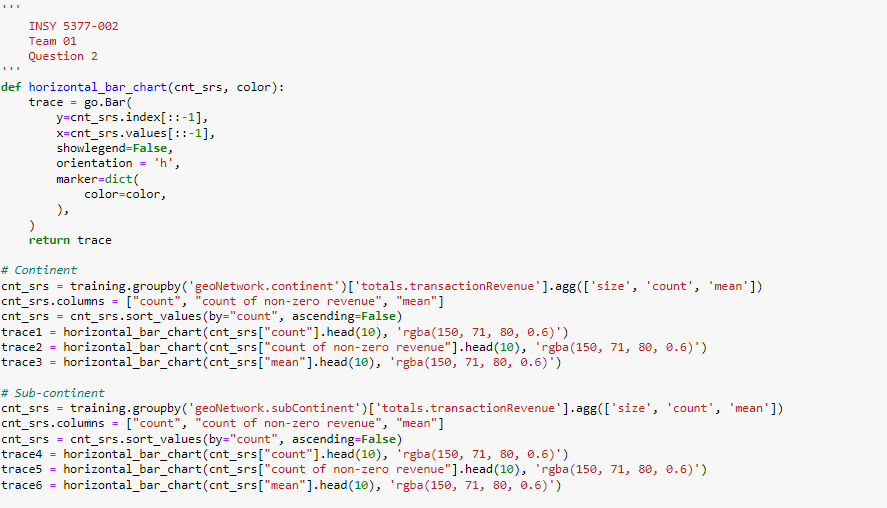 '''
    INSY 5377-002
    Team 01
    Question 2
'''
def horizontal_bar_chart(cnt_srs, color):
    trace = go.Bar(
        y=cnt_srs.index[::-1],
        x=cnt_srs.values[::-1],
        showlegend=False,
        orientation = 'h',
        marker=dict(
            color=color,
        ),
    )
    return trace

# Continent
cnt_srs = training.groupby('geoNetwork.continent')['totals.transactionRevenue'].agg(['size', 'count', 'mean'])
cnt_srs.columns = ["count", "count of non-zero revenue", "mean"]
cnt_srs = cnt_srs.sort_values(by="count", ascending=False)
trace1 = horizontal_bar_chart(cnt_srs["count"].head(10), 'rgba(150, 71, 80, 0.6)')
trace2 = horizontal_bar_chart(cnt_srs["count of non-zero revenue"].head(10), 'rgba(150, 71, 80, 0.6)')
trace3 = horizontal_bar_chart(cnt_srs["mean"].head(10), 'rgba(150, 71, 80, 0.6)')

# Sub-continent
cnt_srs = training.groupby('geoNetwork.subContinent')['totals.transactionRevenue'].agg(['size', 'count', 'mean'])
cnt_srs.columns = ["count", "count of non-zero revenue", "mean"]
cnt_srs = cnt_srs.sort_values(by="count", ascending=False)
trace4 = horizontal_bar_chart(cnt_srs["count"].head(10), 'rgba(150, 71, 80, 0.6)')
trace5 = horizontal_bar_chart(cnt_srs["count of non-zero revenue"].head(10), 'rgba(150, 71, 80, 0.6)')
trace6 = horizontal_bar_chart(cnt_srs["mean"].head(10), 'rgba(150, 71, 80, 0.6)')